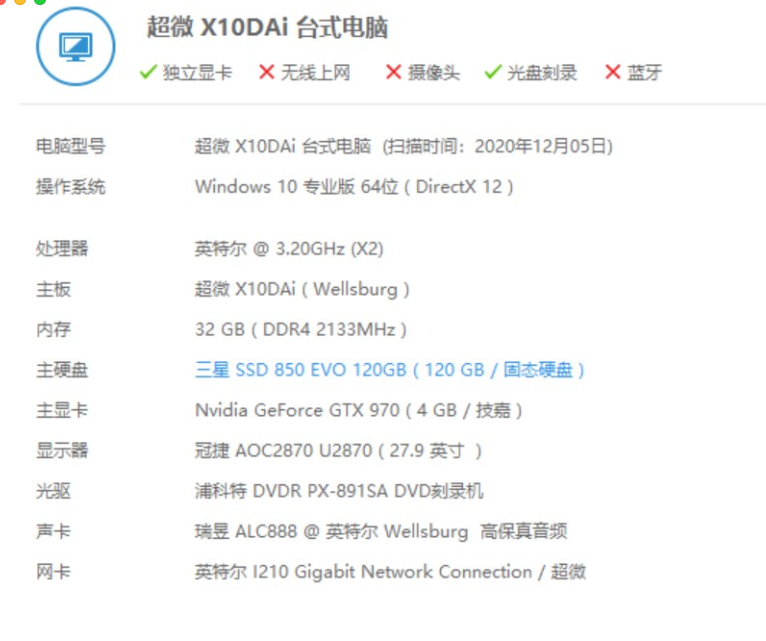 超微 X10DAi 台式电脑
独立显卡 无线上网 摄像头 光盘刻录 蓝牙
电脑型号 超微 X10DAi 台式电脑 (扫描时间：2020年12月05日)
操作系统 Windows 10 专业版 64位 ( DirectX 12 )
处理器 英特尔 @ 3.20GHz (X2)
主板 超微 X10DAi ( Wellsburg )
内存 32 GB ( DDR4 2133MHz )
主硬盘 三星 SSD 850 EVO 120GB ( 120 GB / 固态硬盘 )
主显卡 Nvidia GeForce GTX 970 ( 4 GB / 技嘉 )
显示器 冠捷 AOC2870 U2870 ( 27.9 英寸 )
光驱 浦科特 DVDR PX-891SA DVD刻录机
声卡 瑞昱 ALC888 @ 英特尔 Wellsburg 高保真音频
网卡 英特尔 I210 Gigabit Network Connection / 超微